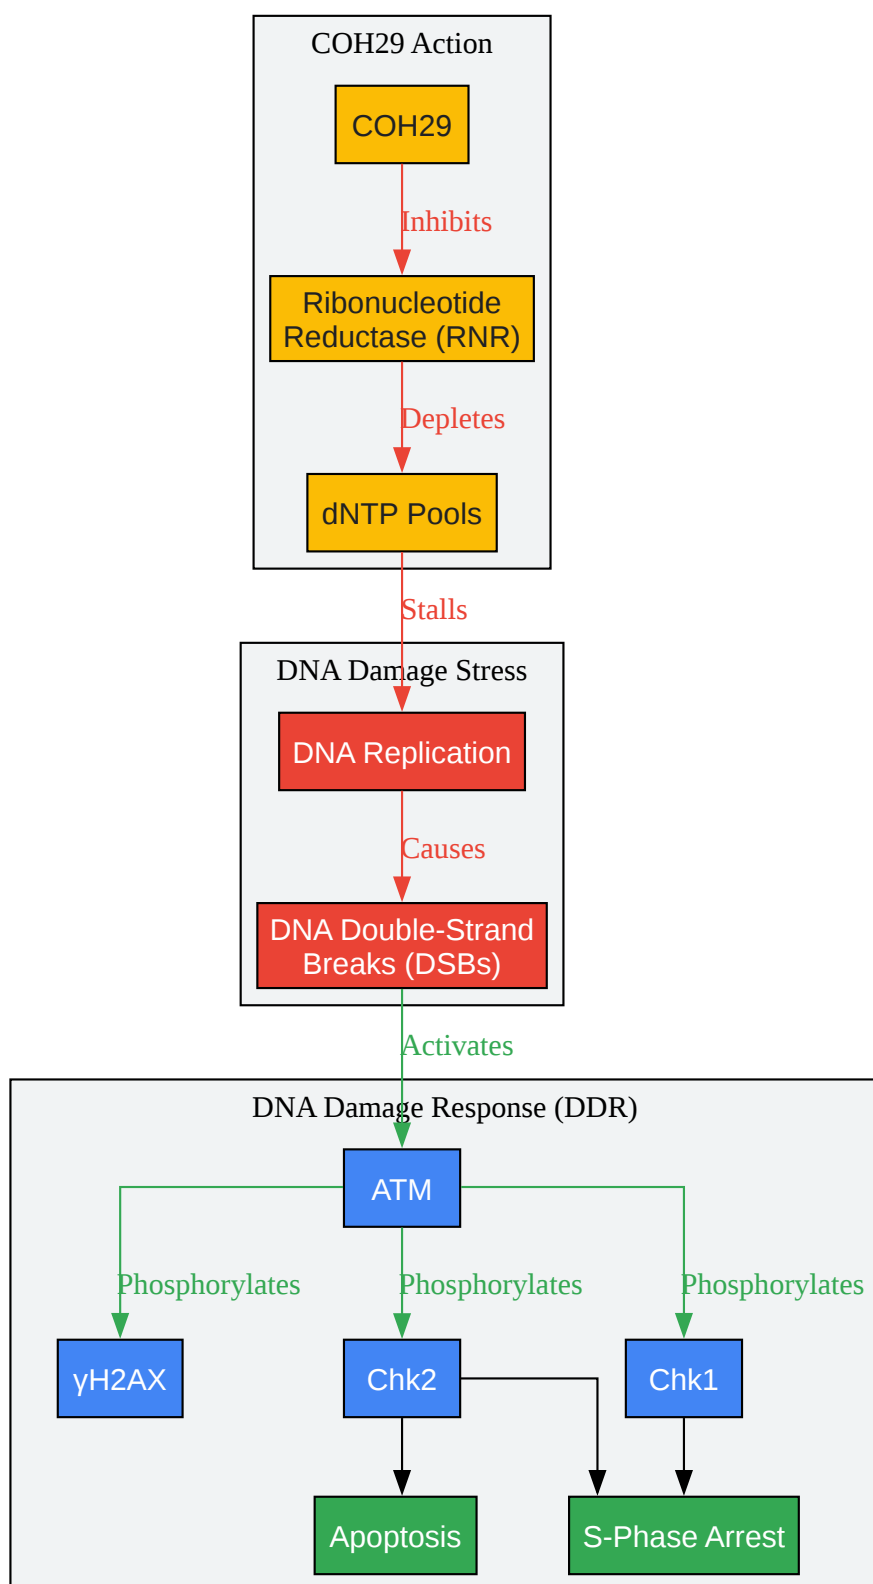 COH29 Action
COH29
Inhibits
Ribonucleotide
Reductase (RNR)
Depletes
dNTP Pools
Stalls
DNA Damage Stress
DNA Replication
Causes
DNA Double-Strand
Breaks (DSBs)
Activates
DNA Damage Response (DDR)
ATM
Phosphorylates
Phosphorylates
Phosphorylates
γH2AX
Chk2
Chk1
Apoptosis
S-Phase Arrest